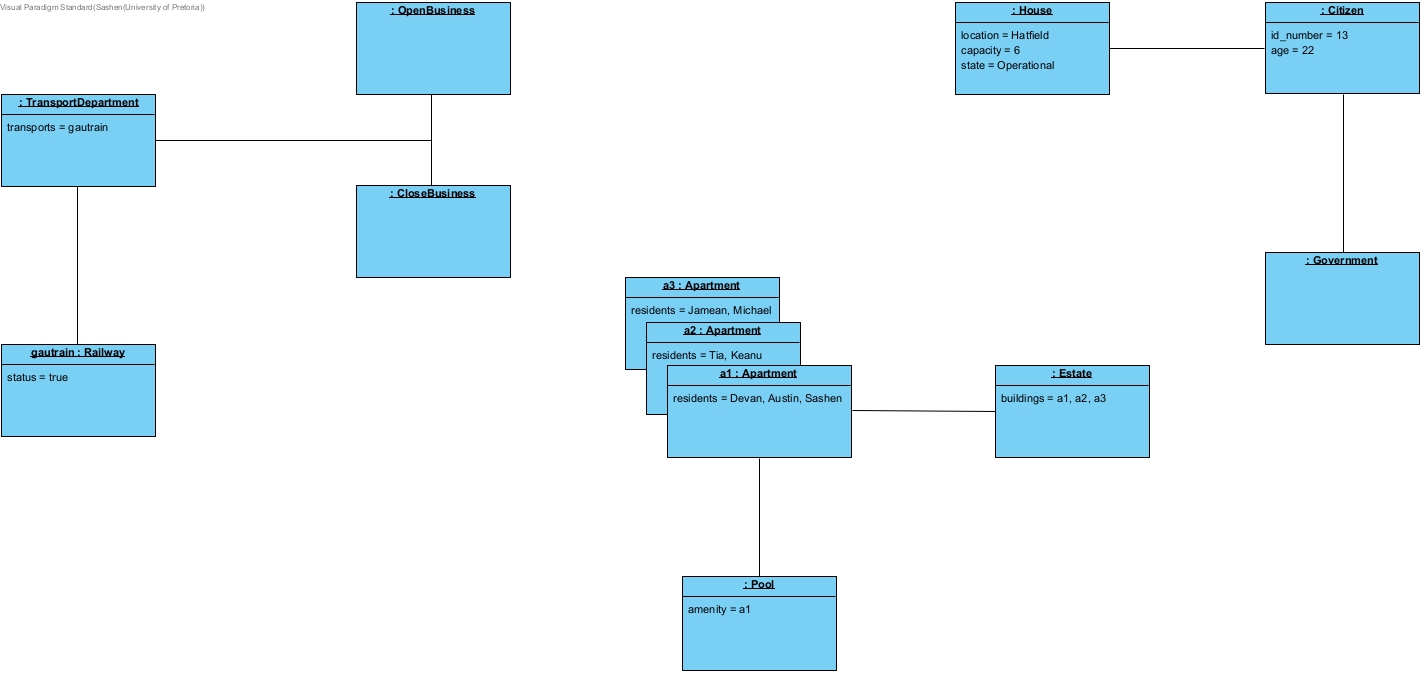 Visual Paradigm Standard(Sashen(University of Pretoria))
: OpenBusiness
: House
location = Hatfield
capacity = 6
state = Operational
: Citizen
id_number = 13
age = 22
: TransportDepartment
transports = gautrain
: CloseBusiness
: Government
a3 : Apartment
residents = Jamean, Michael
a2 : Apartment
residents = Tia, Keanu
gautrain : Railway
status = true
a1 : Apartment
residents = Devan, Austin, Sashen
: Estate
buildings = a1, a2, a3
: Pool
amenity = a1